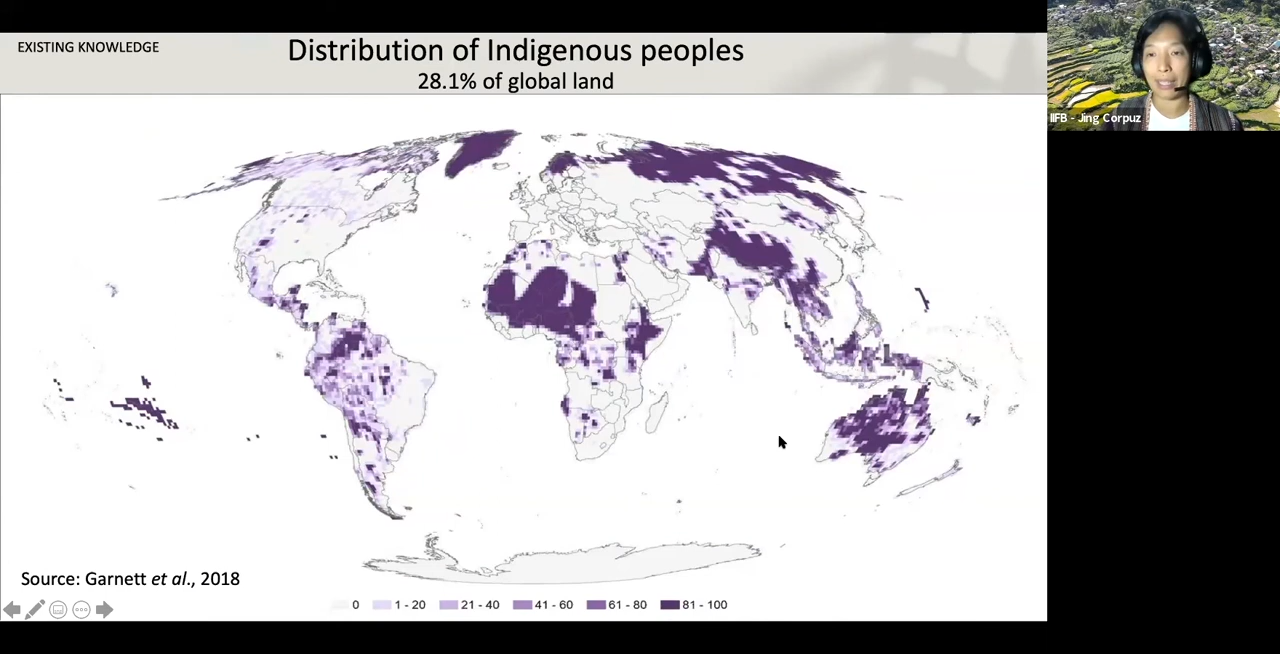 EXISTING KNOWLEDGE
Distribution of Indigenous peoples
28.1% of global land
IIFB - Jing Corpuz
Source: Garnett et al., 2018
0 1 - 20 21 - 40 41 - 60 61 - 80 81 - 100